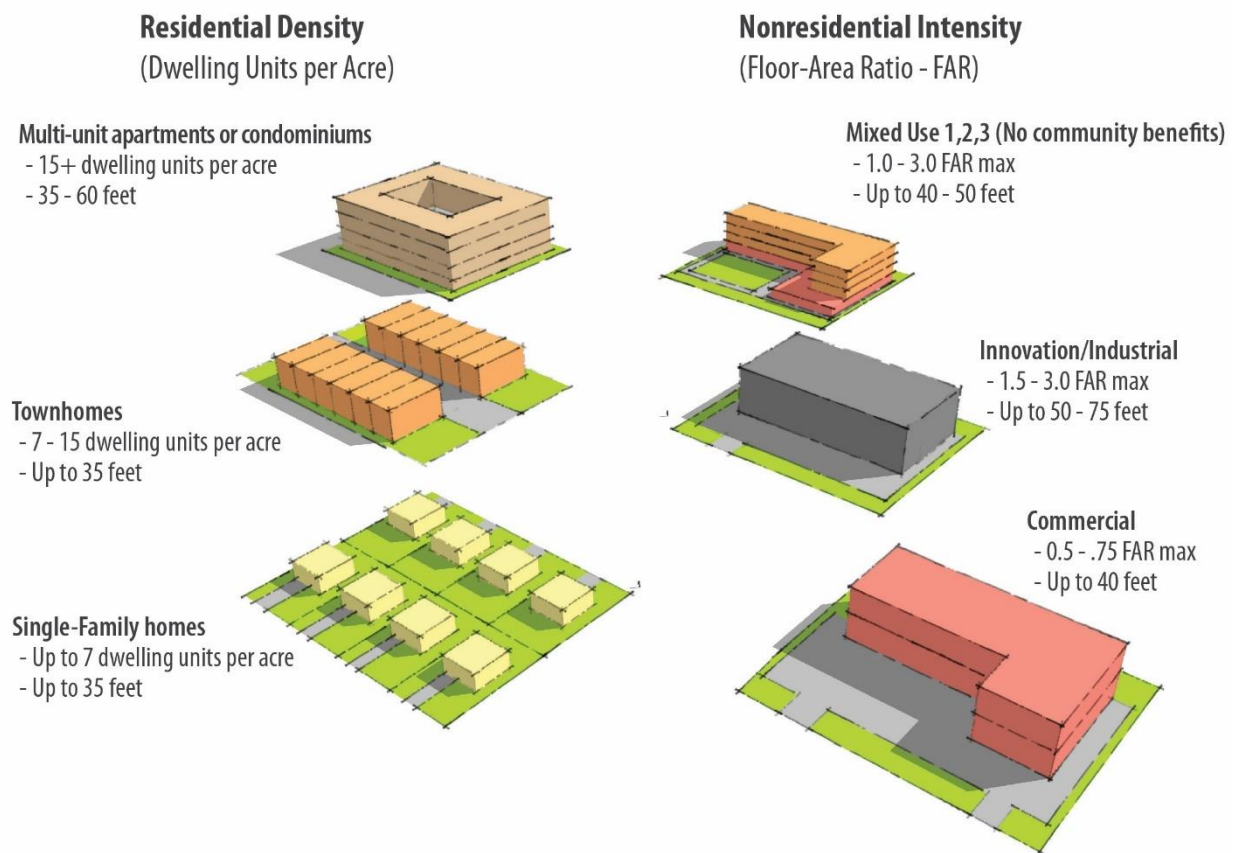 Residential Density
(Dwelling Units per Acre)
Multi-unit apartments or condominiums
- 15+ dwelling units per acre
- 35 - 60 feet
Townhomes
- 7 - 15 dwelling units per acre
- Up to 35 feet
Single-Family homes
- Up to 7 dwelling units per acre
- Up to 35 feet
Nonresidential Intensity
(Floor-Area Ratio - FAR)
Mixed Use 1,2,3 (No community benefits)
- 1.0 - 3.0 FAR max
- Up to 40 - 50 feet
Innovation/Industrial
- 1.5 - 3.0 FAR max
- Up to 50 - 75 feet
Commercial
- 0.5 - .75 FAR max
- Up to 40 feet